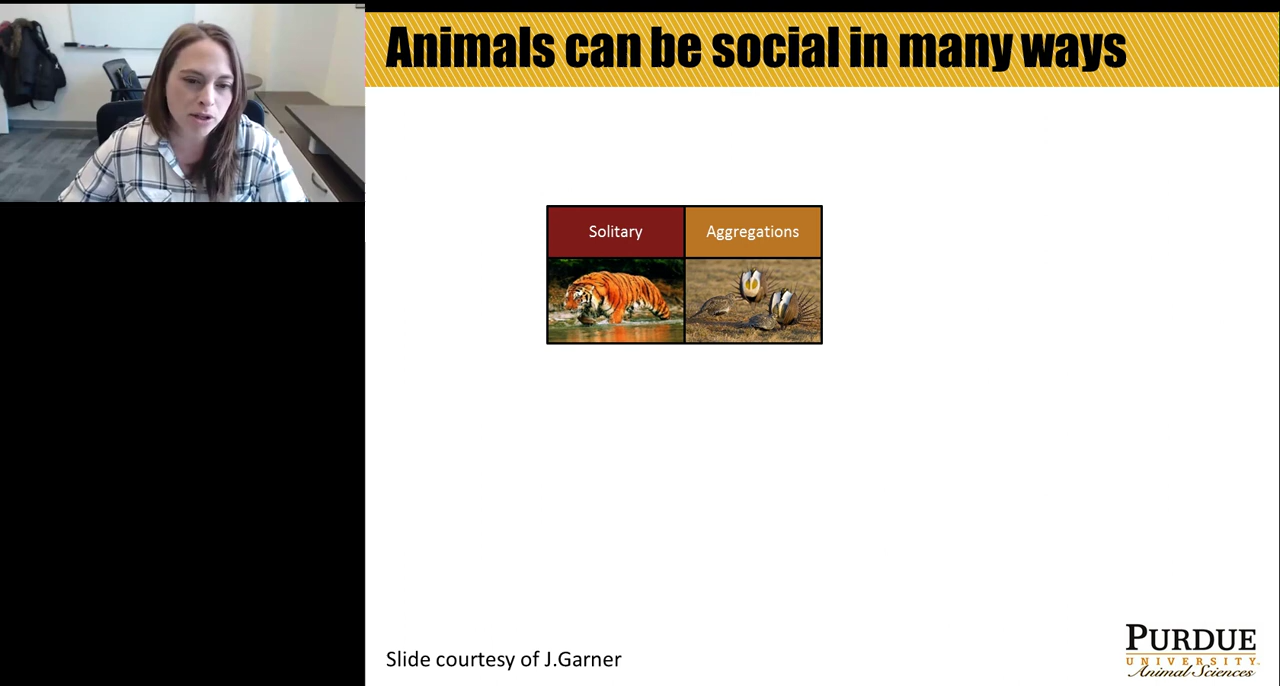 Animals can be social in many ways
Solitary
Aggregations
Slide courtesy of J.Garner
PURDUE
UNIVERSITY
Animal Sciences